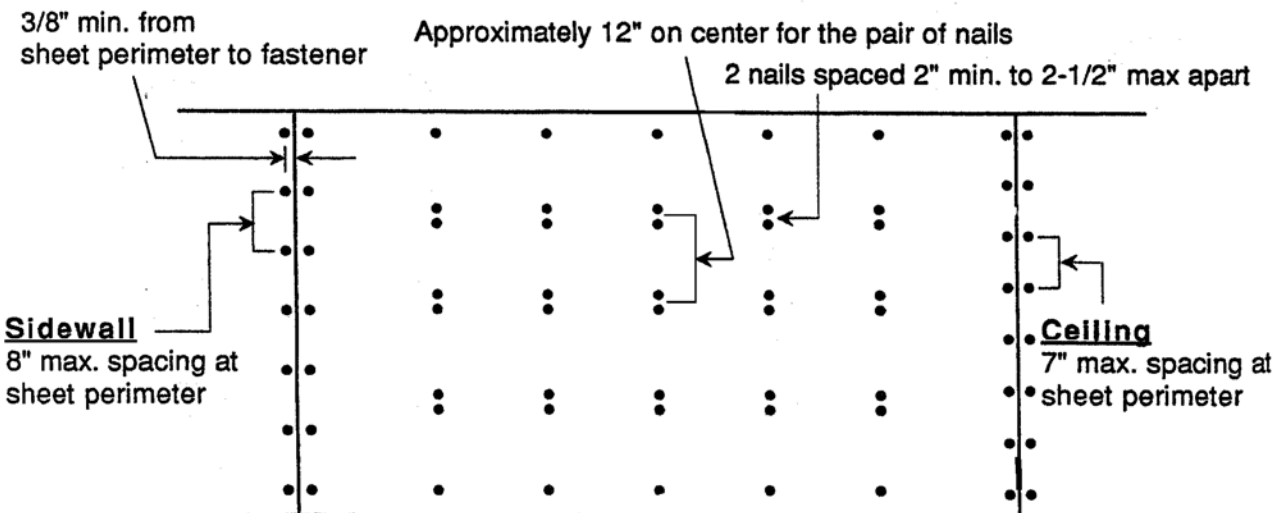 3/8" min. from
sheet perimeter to fastener
Approximately 12" on center for the pair of nails
2 nails spaced 2" min. to 2-1/2" max apart
Sidewall
8" max. spacing at
sheet perimeter
Ceiling
7" max. spacing at
sheet perimeter